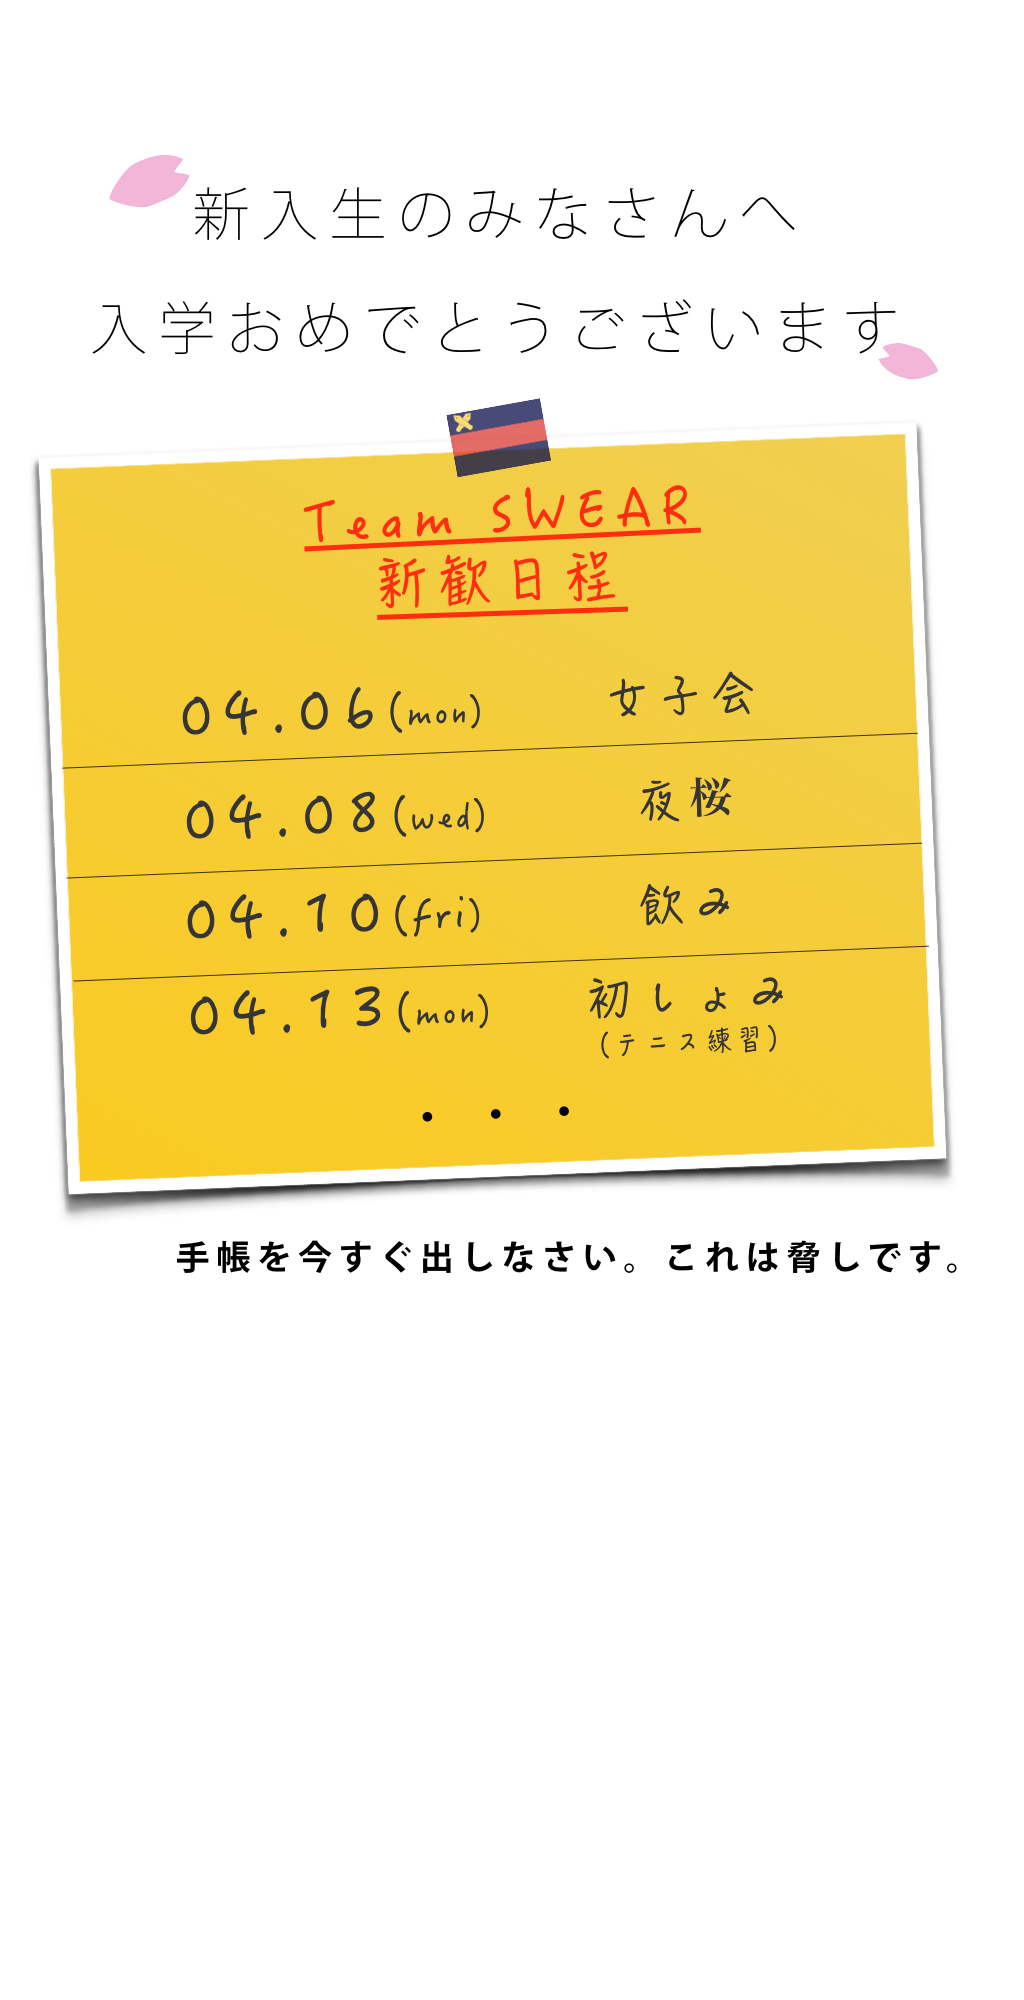 新入生のみなさんへ
入学おめでとうございます
Team SWEAR
新歓日程
04.06(mon) 女子会
04.08(wed) 夜桜
04.10(fri) 飲み
04.13(mon) 初しょみ
(テニス練習)
・・・
手帳を今すぐ出しなさい。これは脅しです。